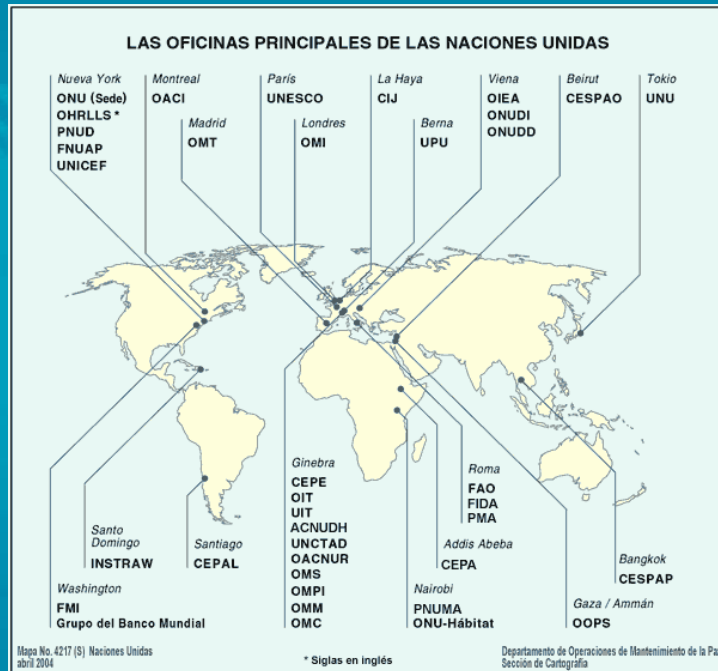 LAS OFICINAS PRINCIPALES DE LAS NACIONES UNIDAS
Nueva York
ONU (Sede)
OHRLLS *
PNUD
FNUAP
UNICEF
Montreal
OACI
Madrid
OMT
París
UNESCO
Londres
OMI
La Haya
CIJ
Berna
UPU
Viena
OIEA
ONUDI
ONUDD
Beirut
CESPAO
Tokio
UNU
Santo
Domingo
INSTRAW
Washington
FMI
Grupo del Banco Mundial
Santiago
CEPAL
Ginebra
CEPE
OIT
UIT
ACNUDH
UNCTAD
OACNUR
OMS
OMPI
OMM
OMC
Roma
FAO
FIDA
PMA
Addis Abeba
CEPA
Nairobi
PNUMA
ONU-Hábitat
Bangkok
CESPAP
Gaza / Ammán
OOPS
Mapa No. 4217 (S) Naciones Unidas
abril 2004
* Siglas en inglés
Departamento de Operaciones de Mantenimiento de la Pa
Sección de Cartografía